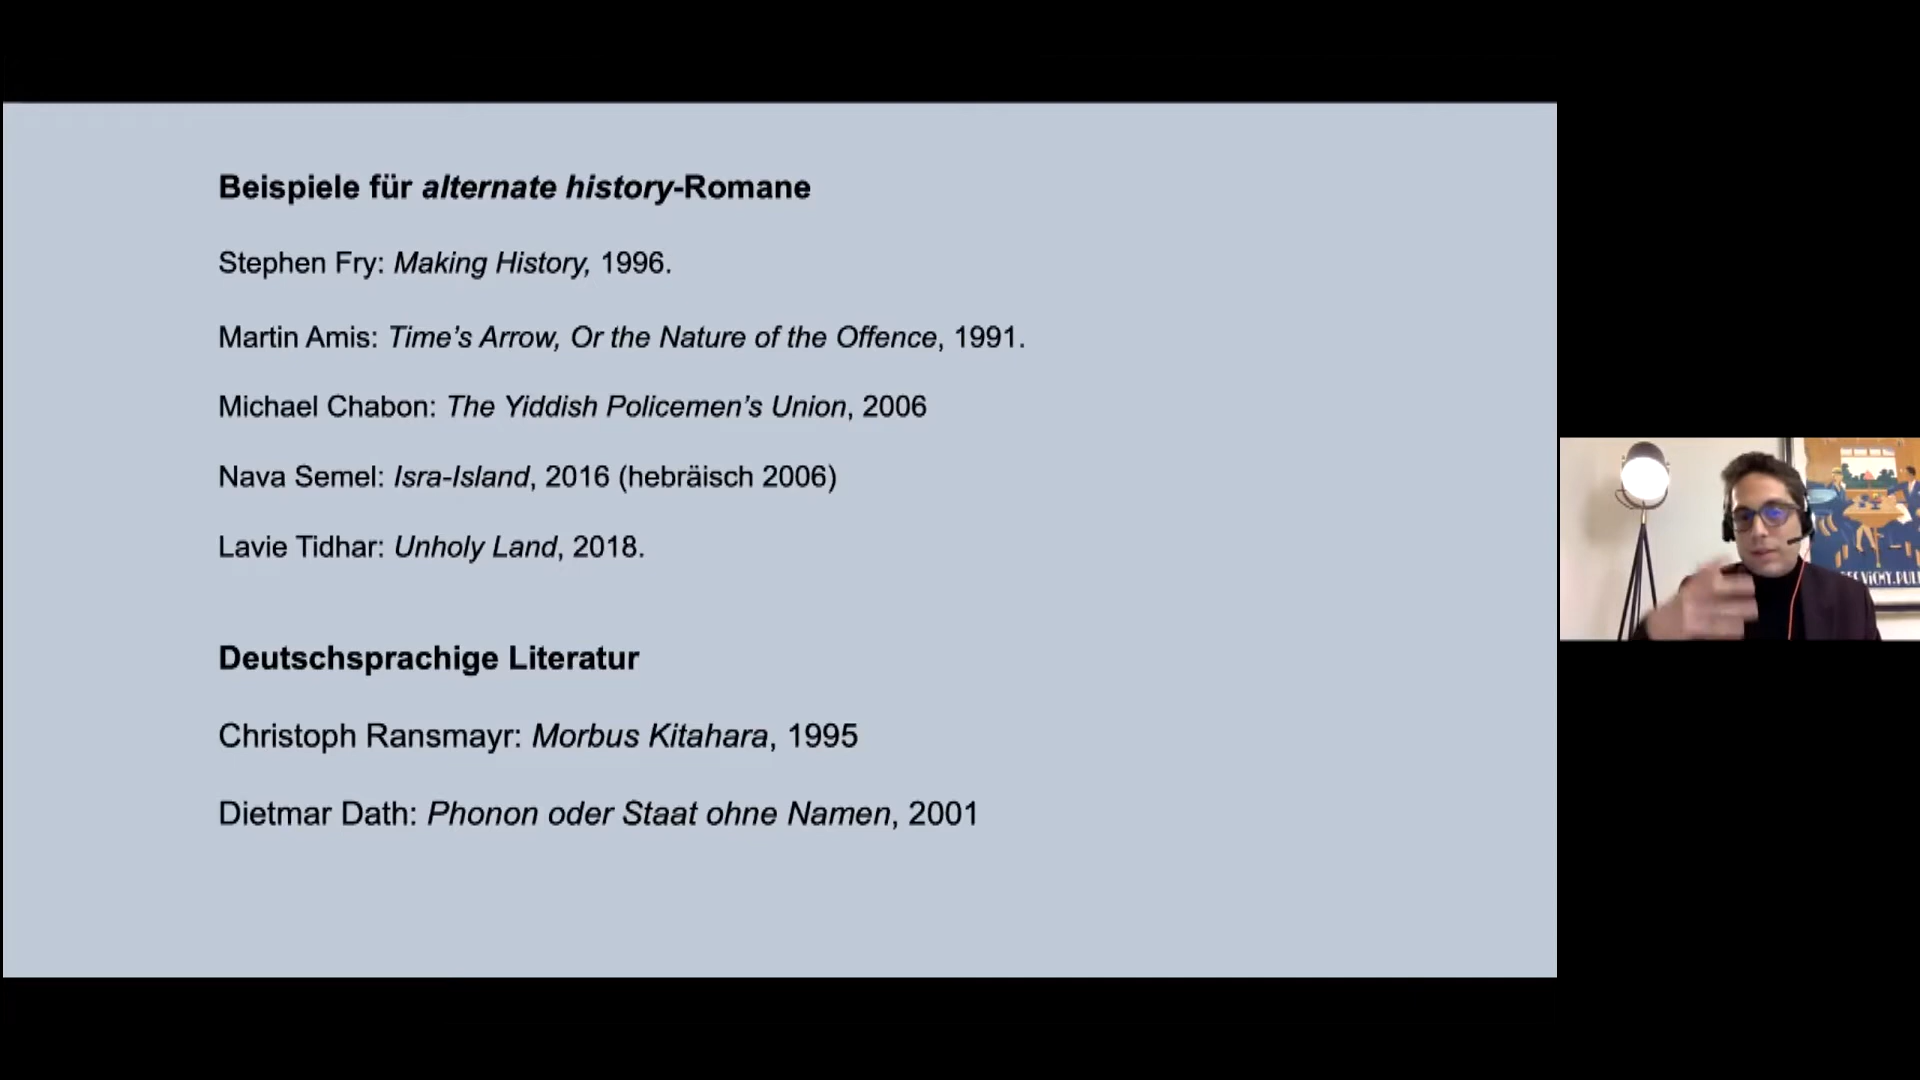 Beispiele für alternate history-Romane
Stephen Fry: Making History, 1996.
Martin Amis: Time’s Arrow, Or the Nature of the Offence, 1991.
Michael Chabon: The Yiddish Policemen’s Union, 2006
Nava Semel: Isra-Island, 2016 (hebräisch 2006)
Lavie Tidhar: Unholy Land, 2018.
Deutschsprachige Literatur
Christoph Ransmayr: Morbus Kitahara, 1995
Dietmar Dath: Phonon oder Staat ohne Namen, 2001
VICHY.